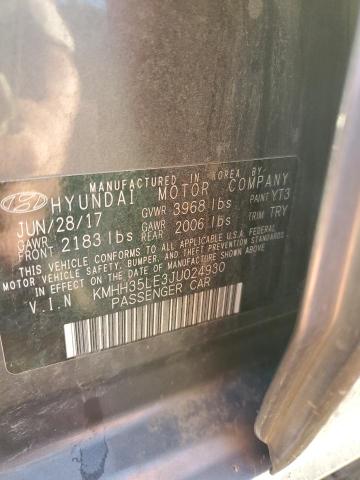 MANUFACTURED IN KOREA BY
HYUNDAI MOTOR COMPANY
JUN/28/17 GVWR 3968 lbs PAINT YT3
GAWR FRONT 2183 lbs GAWR REAR 2006 lbs TRIM TRY
THIS VEHICLE CONFORMS TO ALL APPLICABLE FEDERAL
MOTOR VEHICLE SAFETY, BUMPER, AND THEFT PREVENTION
STANDARDS IN EFFECT ON THE DATE OF MANUFACTURE SHOWN ABOVE.
V.I.N KMHH35LE3JU024930
PASSENGER CAR